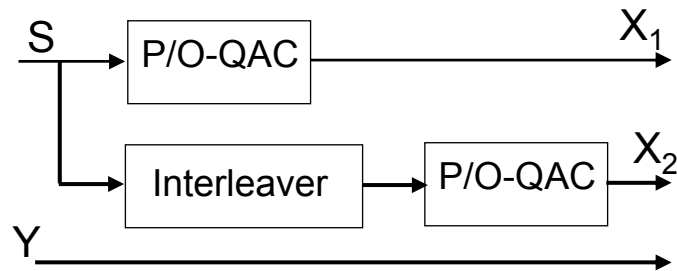 S P/O-QAC X₁
Interleaver P/O-QAC X₂
Y